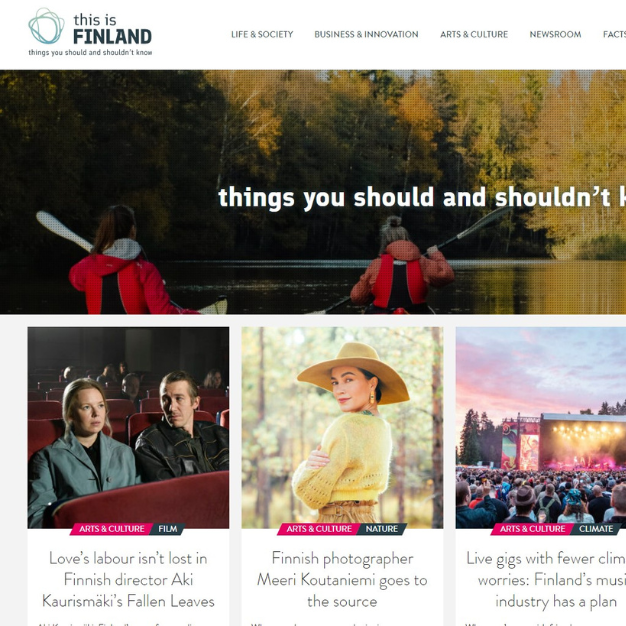 this is
FINLAND
things you should and shouldn't know
LIFE & SOCIETY BUSINESS & INNOVATION ARTS & CULTURE NEWSROOM FACTS
things you should and shouldn't k
ARTS & CULTURE FILM
Love's labour isn't lost in
Finnish director Aki
Kaurismäki's Fallen Leaves
ARTS & CULTURE NATURE
Finnish photographer
Meeri Koutaniemi goes to
the source
ARTS & CULTURE CLIMATE
Live gigs with fewer clim
worries: Finland's musi
industry has a plan